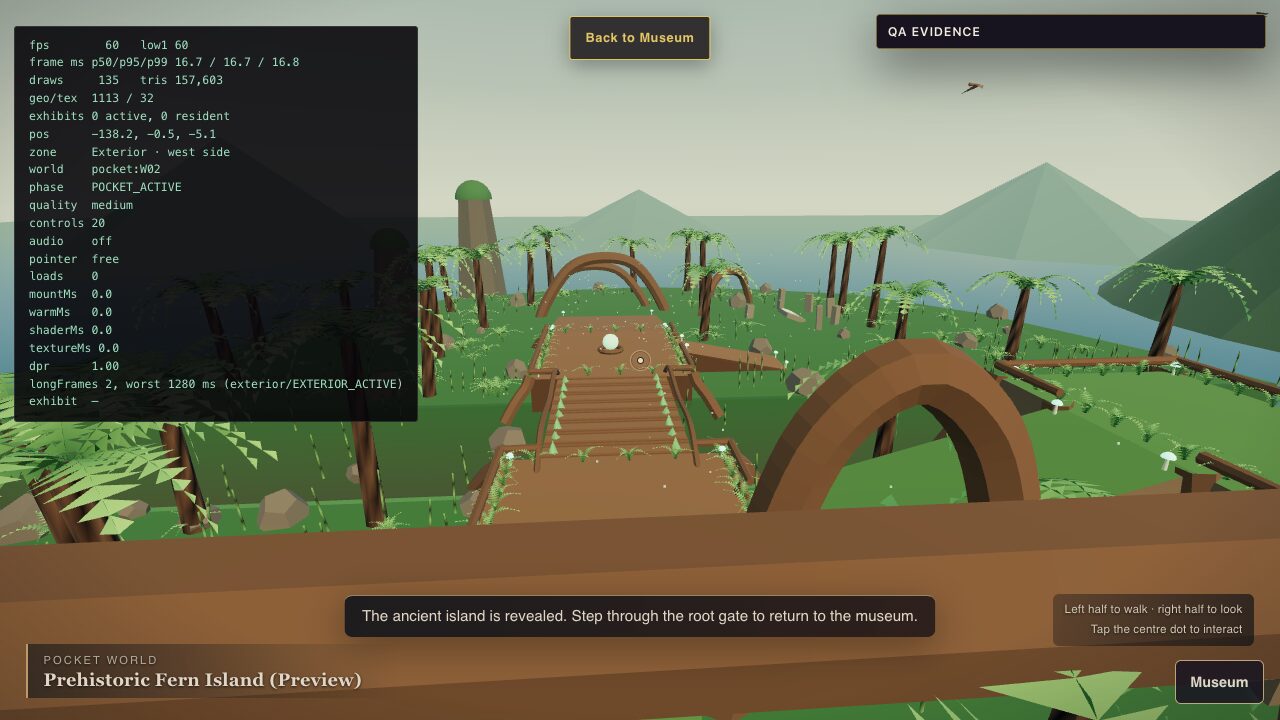 fps 60 low1 60
frame ms p50/p95/p99 16.7 / 16.7 / 16.8
draws 135 tris 157,603
geo/tex 1113 / 32
exhibits 0 active, 0 resident
pos −138.2, −0.5, −5.1
zone Exterior · west side
world pocket:W02
phase POCKET_ACTIVE
quality medium
controls 20
audio off
pointer free
loads 0
mountMs 0.0
warmMs 0.0
shaderMs 0.0
textureMs 0.0
dpr 1.00
longFrames 2, worst 1280 ms (exterior/EXTERIOR_ACTIVE)
exhibit —
Back to Museum
QA EVIDENCE
The ancient island is revealed. Step through the root gate to return to the museum.
Left half to walk · right half to look
Tap the centre dot to interact
POCKET WORLD
Prehistoric Fern Island (Preview)
Museum